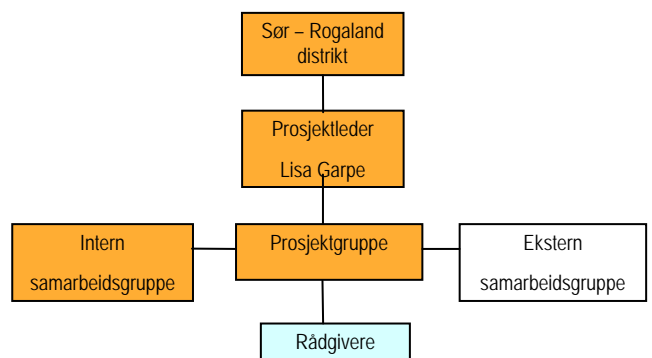 Sør – Rogaland
distrikt
Prosjektleder
Lisa Garpe
Intern
samarbeidsgruppe
Prosjektgruppe
Ekstern
samarbeidsgruppe
Rådgivere